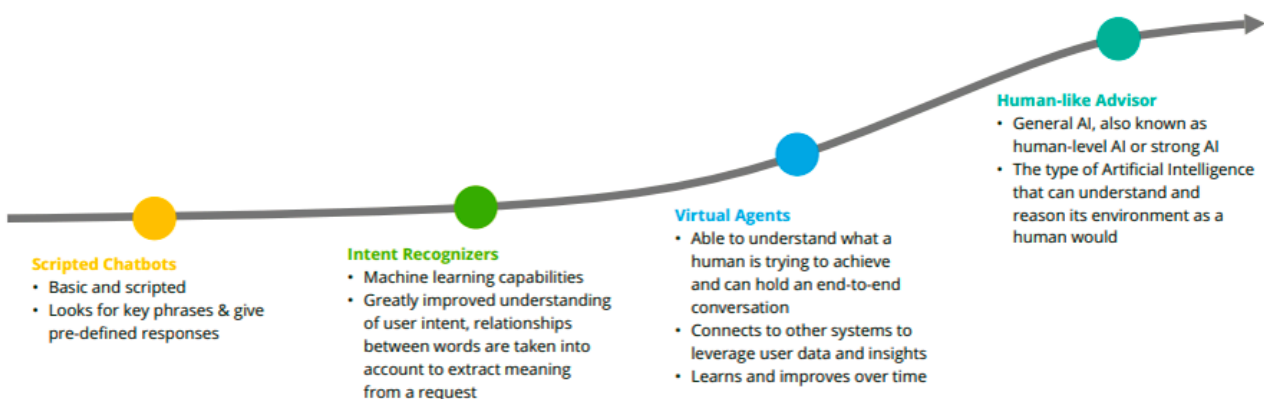 Scripted Chatbots
• Basic and scripted
• Looks for key phrases & give
pre-defined responses
Intent Recognizers
• Machine learning capabilities
• Greatly improved understanding
of user intent, relationships
between words are taken into
account to extract meaning
from a request
Virtual Agents
• Able to understand what a
human is trying to achieve
and can hold an end-to-end
conversation
• Connects to other systems to
leverage user data and insights
• Learns and improves over time
Human-like Advisor
• General AI, also known as
human-level AI or strong AI
• The type of Artificial Intelligence
that can understand and
reason its environment as a
human would